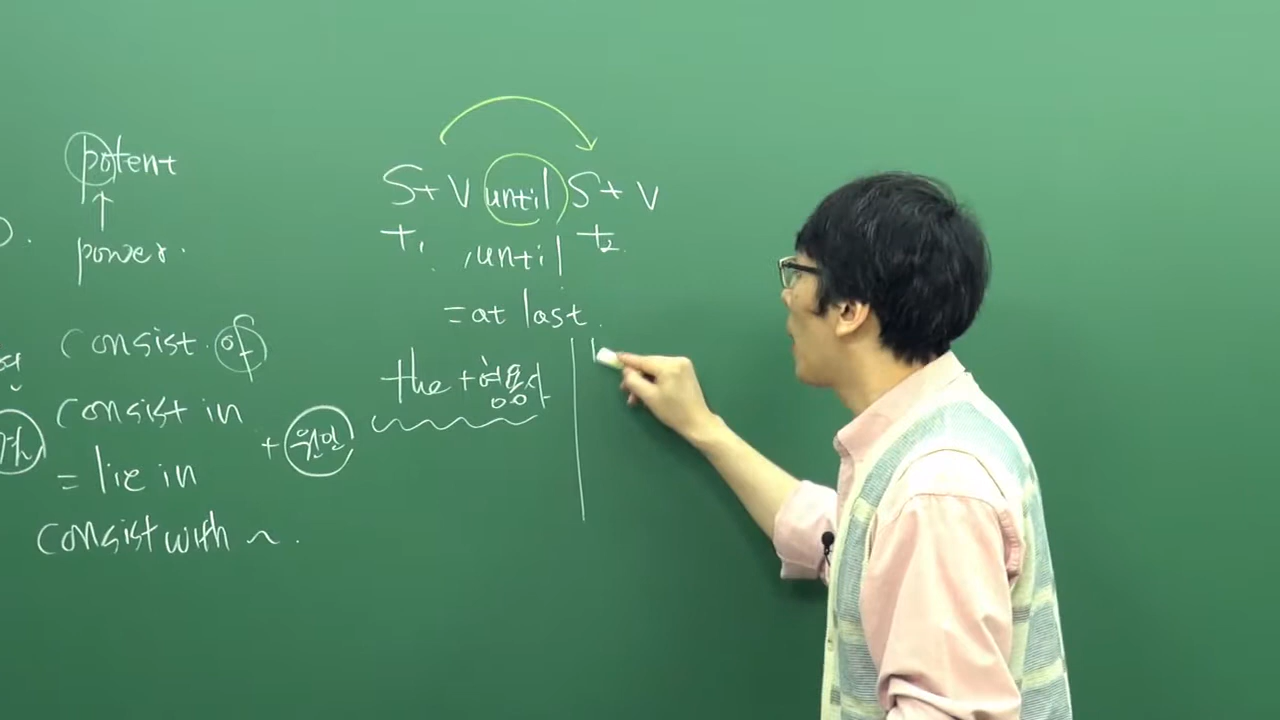 potent
↑
power.
consist of
consist in
+ 원인
= lie in
consist with ~.
S+V until S+V
t₁ t₂
, until
= at last.
the + 형용사